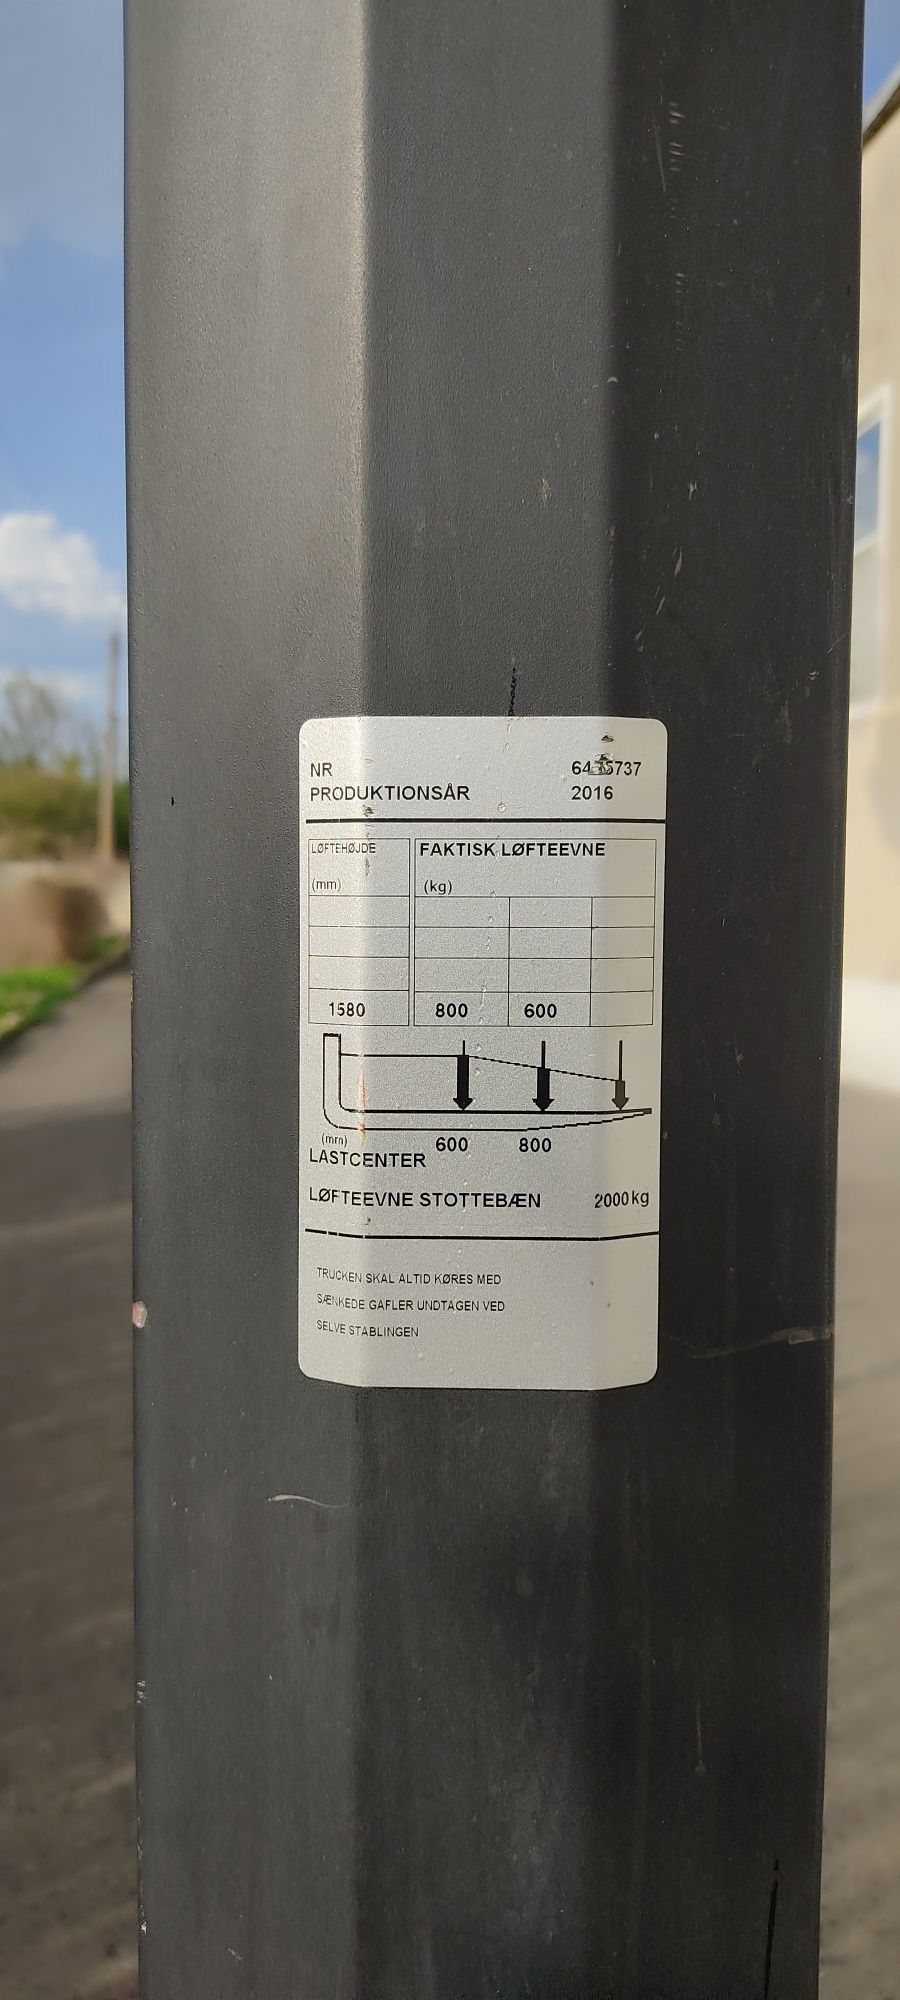 NR
PRODUKTIONSÅR 2016
LØFTEHØJDE FAKTISK LØFTEEVNE
(mm) (kg)
1580 800 600
(mm) 600 800
LASTCENTER
LØFTEEVNE STOTTEBÆN 2000 kg
TRUCKEN SKAL ALTID KØRES MED
SÆNKEDE GAFLER UNDTAGEN VED
SELVE STABLINGEN